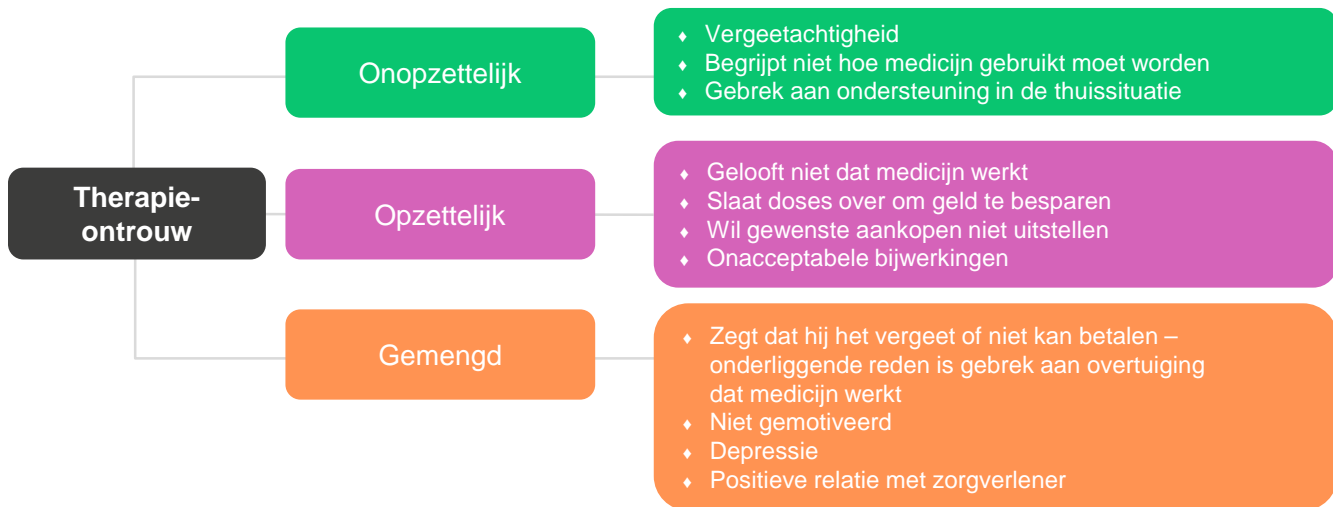 Therapie-
ontrouw
Onopzettelijk
♦ Vergeetachtigheid
♦ Begrijpt niet hoe medicijn gebruikt moet worden
♦ Gebrek aan ondersteuning in de thuissituatie
Opzettelijk
♦ Gelooft niet dat medicijn werkt
♦ Slaat doses over om geld te besparen
♦ Wil gewenste aankopen niet uitstellen
♦ Onacceptabele bijwerkingen
Gemengd
♦ Zegt dat hij het vergeet of niet kan betalen –
onderliggende reden is gebrek aan overtuiging
dat medicijn werkt
♦ Niet gemotiveerd
♦ Depressie
♦ Positieve relatie met zorgverlener